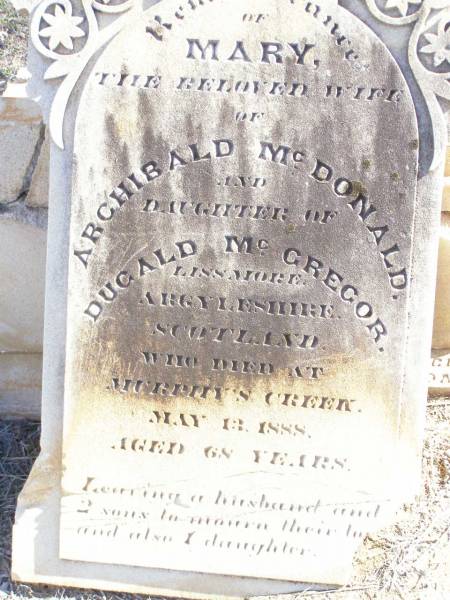 Remembrance
OF
MARY,
THE BELOVED WIFE
OF
ARCHIBALD McDONALD.
AND
DAUGHTER OF
DUGALD McGREGOR.
LISSMORE.
ARGYLESHIRE.
SCOTLAND.
WHO DIED AT
MURPHY'S CREEK.
MAY 13. 1888.
AGED 68 YEARS.
Leaving a husband and
2 sons to mourn their lo
and also 1 daughter.